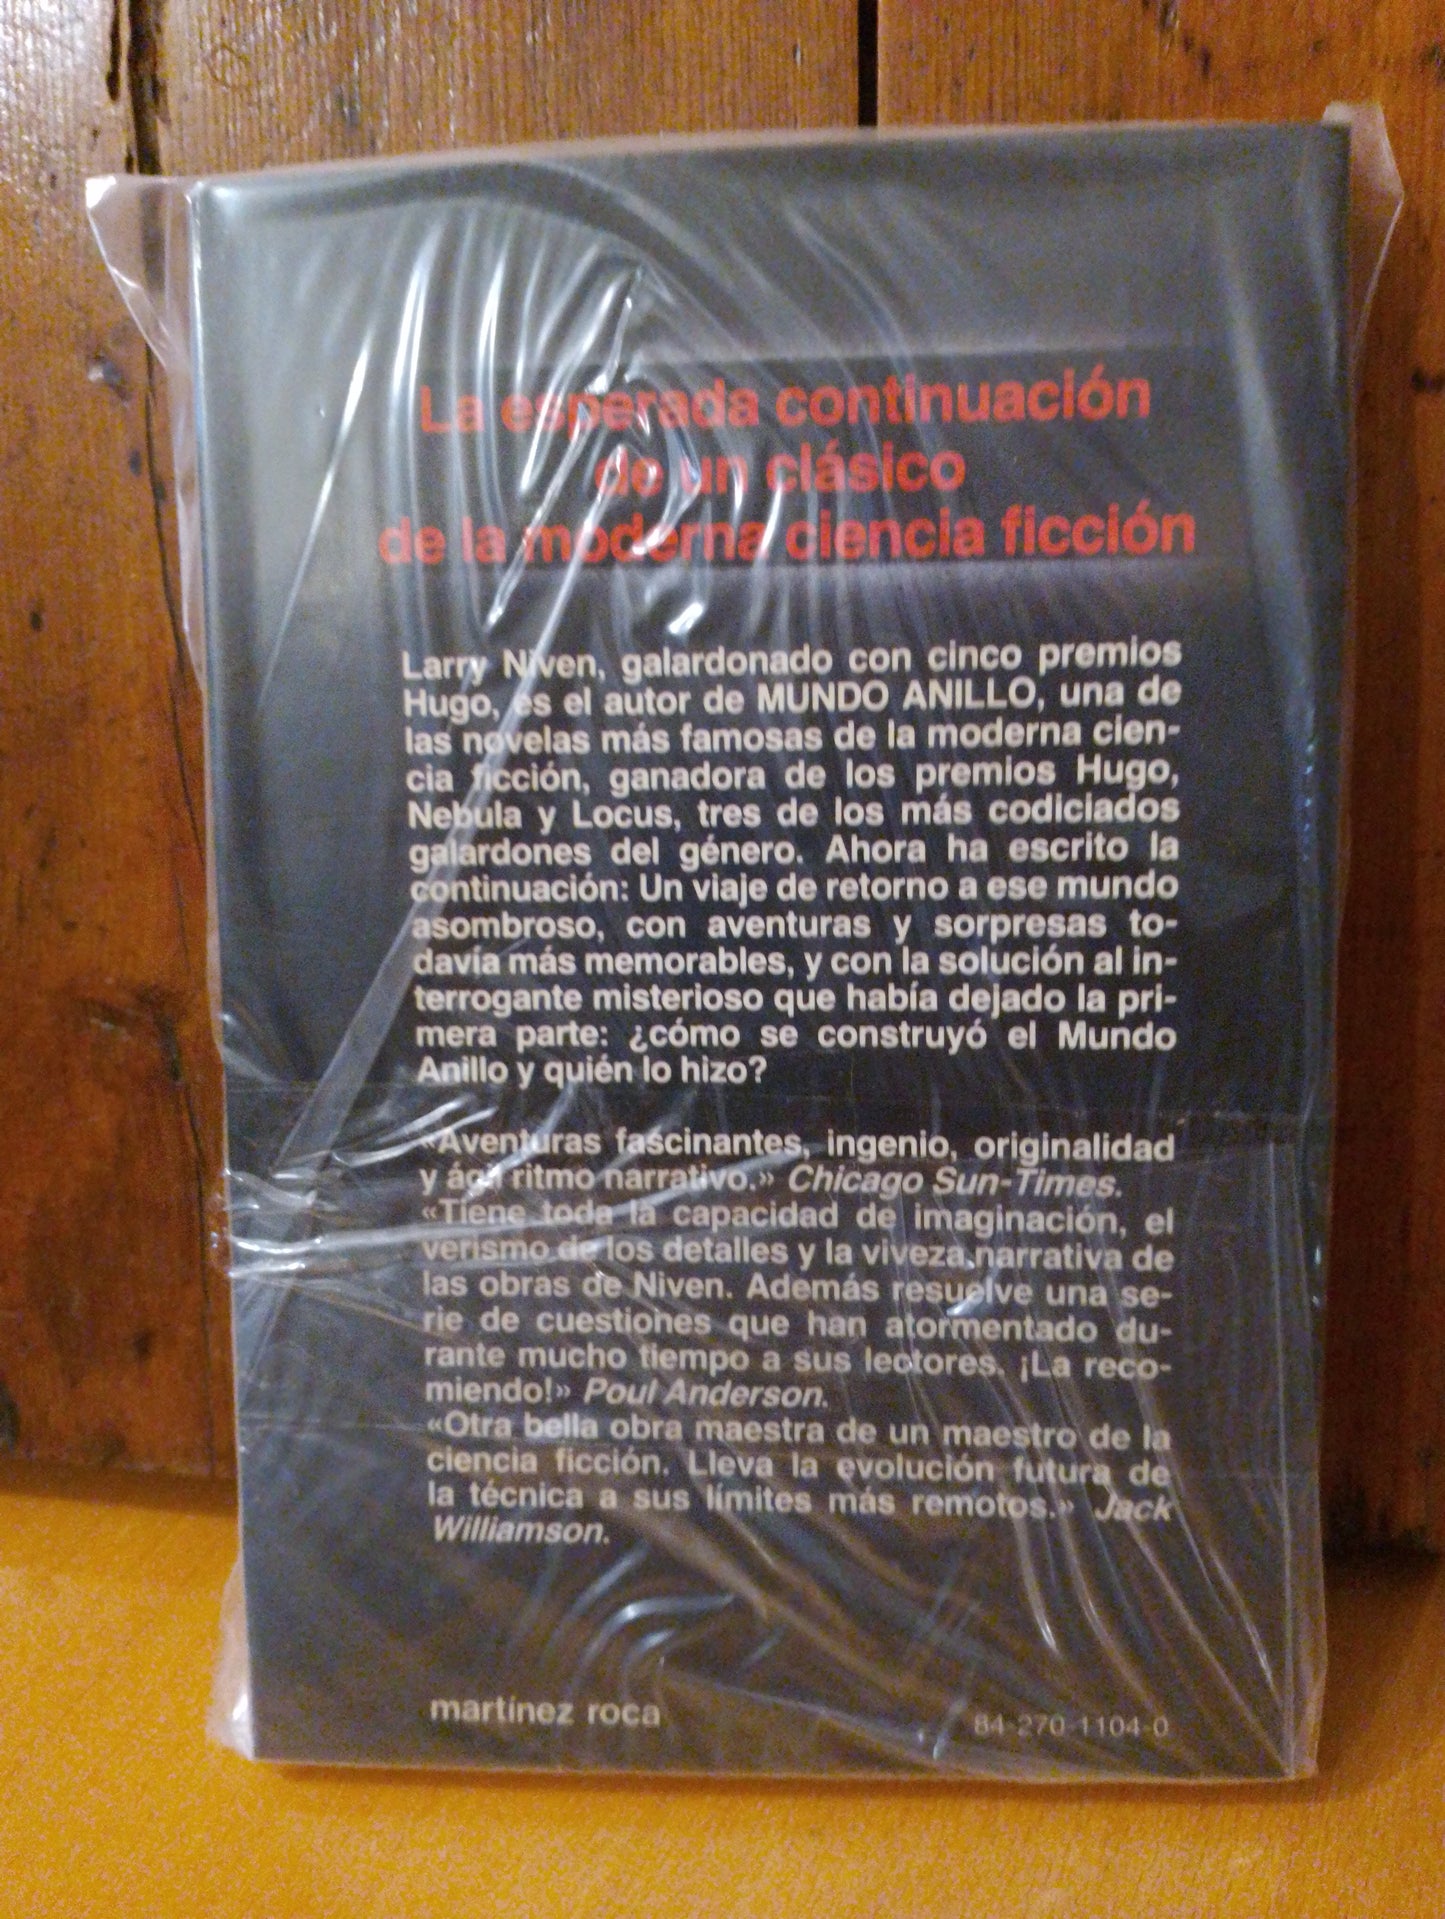 La esperada continuación
de un clásico
de la moderna ciencia ficción
Larry Niven, galardonado con cinco premios
Hugo, es el autor de MUNDO ANILLO, una de
las novelas más famosas de la moderna cien-
cia ficción, ganadora de los premios Hugo,
Nebula y Locus, tres de los más codiciados
galardones del género. Ahora ha escrito la
continuación: Un viaje de retorno a ese mundo
asombroso, con aventuras y sorpresas to-
davía más memorables, y con la solución al in-
terrogante misterioso que había dejado la pri-
mera parte: ¿cómo se construyó el Mundo
Anillo y quién lo hizo?
«Aventuras fascinantes, ingenio, originalidad
y ágil ritmo narrativo.» Chicago Sun-Times.
«Tiene toda la capacidad de imaginación, el
verismo de los detalles y la viveza narrativa de
las obras de Niven. Además resuelve una se-
rie de cuestiones que han atormentado du-
rante mucho tiempo a sus lectores. ¡La reco-
miendo!» Poul Anderson.
«Otra bella obra maestra de un maestro de la
ciencia ficción. Lleva la evolución futura de
la técnica a sus límites más remotos.» Jack
Williamson.
martínez roca
84-270-1104-0